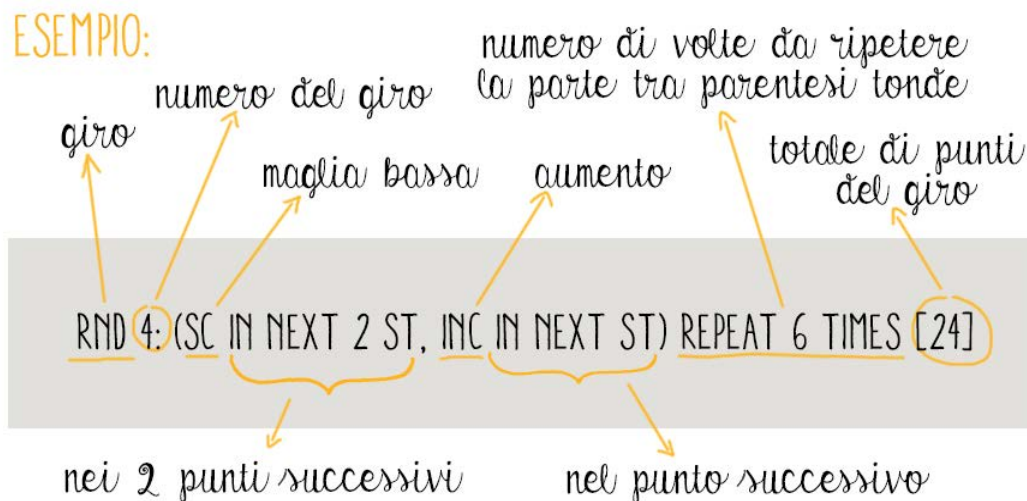 ESEMPIO:
numero di volte da ripetere
la parte tra parentesi tonde
numero del giro
giro
totale di punti
del giro
maglia bassa
aumento
RND 4: (SC IN NEXT 2 ST, INC IN NEXT ST) REPEAT 6 TIMES [24]
nei 2 punti successivi
nel punto successivo